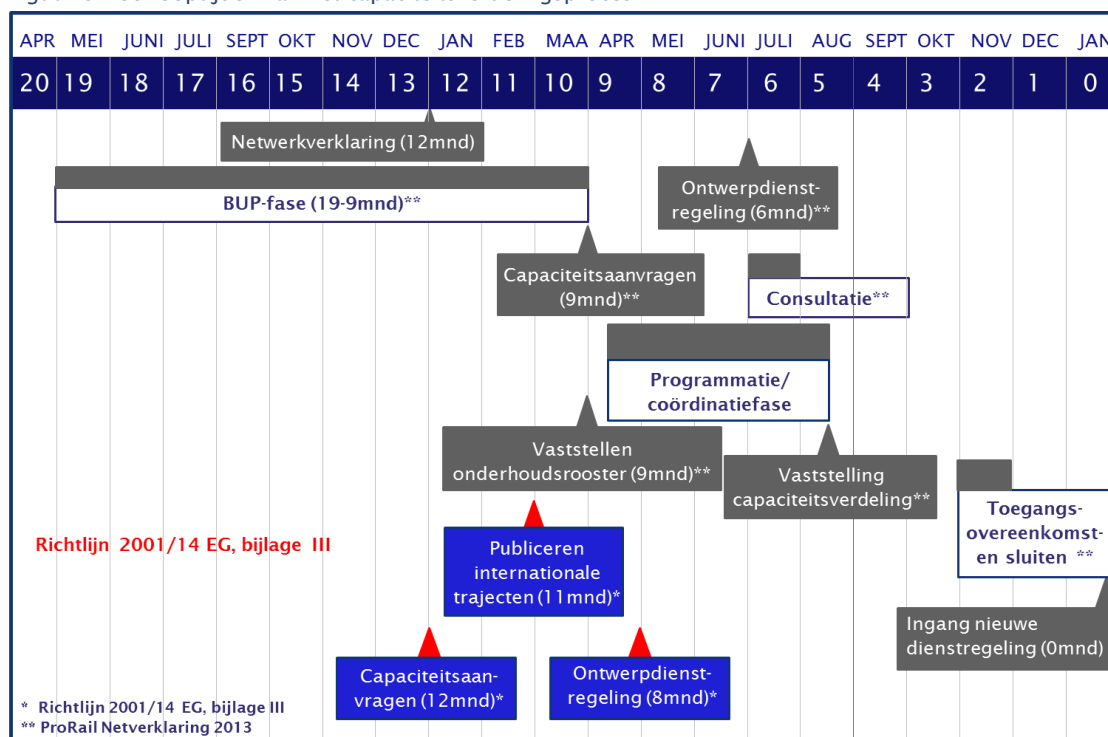 APR MEI JUNI JULI SEPT OKT NOV DEC JAN FEB MAA APR MEI JUNI JULI AUG SEPT OKT NOV DEC JAN
20 19 18 17 16 15 14 13 12 11 10 9 8 7 6 5 4 3 2 1 0
Netwerkverklaring (12mnd)
BUP-fase (19-9mnd)**
Ontwerpdienst-
regeling (6mnd)**
Capaciteitsaanvragen
(9mnd)**
Consultatie**
Programmatie/
coördinatiefase
Vaststellen
onderhoudsrooster (9mnd)**
Vaststelling
capaciteitsverdeling**
Toegangs-
overeenkomst-
en sluiten **
Richtlijn 2001/14 EG, bijlage III
Publiceren
internationale
trajecten (11mnd)*
Ingang nieuwe
dienstregeling (0mnd)
Capaciteitsaan-
vragen (12mnd)*
Ontwerpdienst-
regeling (8mnd)*
* Richtlijn 2001/14 EG, bijlage III
** ProRail Netverklaring 2013